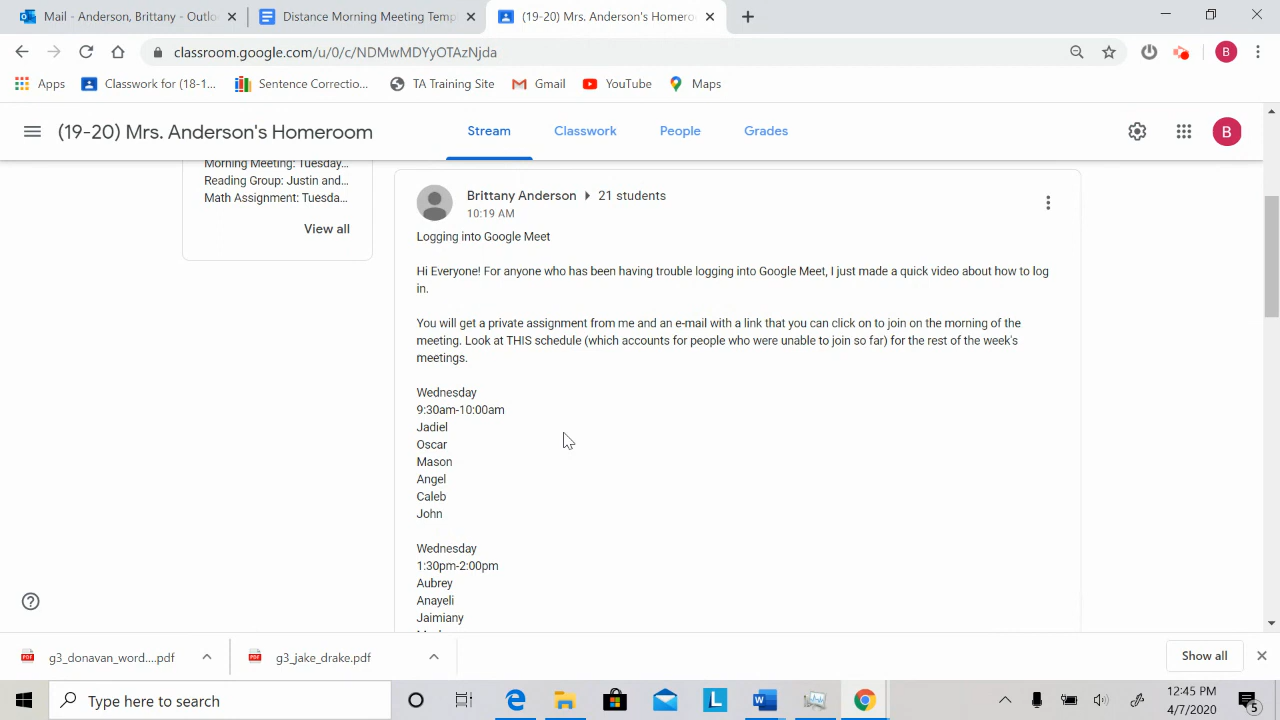 Mail - Anderson, Brittany - Outlo
Distance Morning Meeting Temp
(19-20) Mrs. Anderson's Homeroo
classroom.google.com/u/0/c/NDMwMDYyOTAzNjda
B
Apps
Classwork for (18-1...
Sentence Correctio...
TA Training Site
Gmail
YouTube
Maps
(19-20) Mrs. Anderson's Homeroom
Stream
Classwork
People
Grades
B
Morning Meeting: Tuesday...
Reading Group: Justin and...
Math Assignment: Tuesda...
View all
Brittany Anderson
21 students
10:19 AM
Logging into Google Meet
Hi Everyone! For anyone who has been having trouble logging into Google Meet, I just made a quick video about how to log
in.
You will get a private assignment from me and an e-mail with a link that you can click on to join on the morning of the
meeting. Look at THIS schedule (which accounts for people who were unable to join so far) for the rest of the week's
meetings.
Wednesday
9:30am-10:00am
Jadiel
Oscar
Mason
Angel
Caleb
John
Wednesday
1:30pm-2:00pm
Aubrey
Anayeli
Jaimiany
g3_donavan_word....pdf
g3_jake_drake.pdf
Show all
Type here to search
12:45 PM
4/7/2020
5